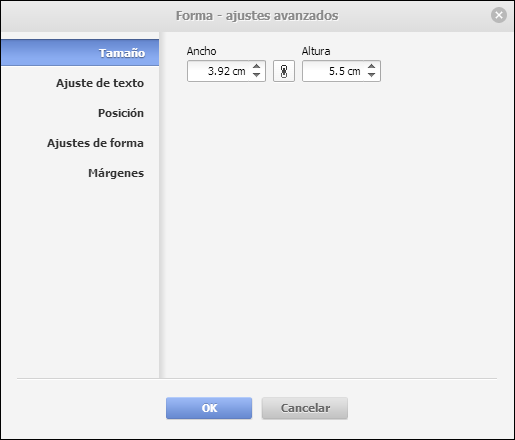 Forma - ajustes avanzados
Tamaño
Ajuste de texto
Posición
Ajustes de forma
Márgenes
Ancho
Altura
3.92 cm
5.5 cm
OK
Cancelar